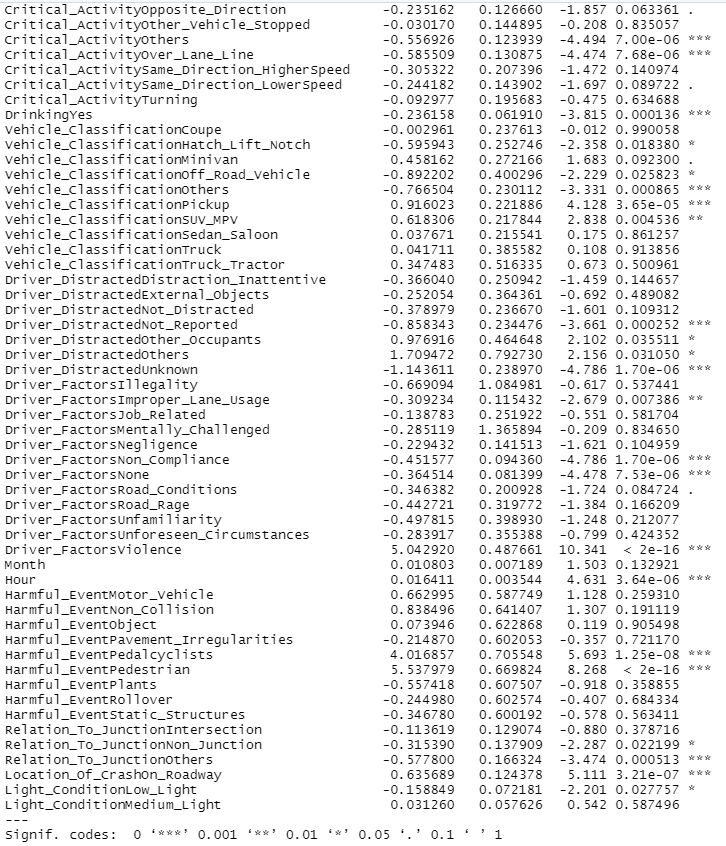 Critical_ActivityOpposite_Direction -0.235162 0.126660 -1.857 0.063361 .
Critical_ActivityOther_Vehicle_Stopped -0.030170 0.144895 -0.208 0.835057
Critical_ActivityOthers -0.556926 0.123939 -4.494 7.00e-06 ***
Critical_ActivityOver_Lane_Line -0.585509 0.130875 -4.474 7.68e-06 ***
Critical_ActivitySame_Direction_HigherSpeed -0.305322 0.207396 -1.472 0.140974
Critical_ActivitySame_Direction_LowerSpeed -0.244182 0.143902 -1.697 0.089722 .
Critical_ActivityTurning -0.092977 0.195683 -0.475 0.634688
DrinkingYes -0.236158 0.061910 -3.815 0.000136 ***
Vehicle_ClassificationCoupe -0.002961 0.237613 -0.012 0.990058
Vehicle_ClassificationHatch_Lift_Notch -0.595943 0.252746 -2.358 0.018380 *
Vehicle_ClassificationMinivan 0.458162 0.272166 1.683 0.092300 .
Vehicle_ClassificationOff_Road_Vehicle -0.892202 0.400296 -2.229 0.025823 *
Vehicle_ClassificationOthers -0.766504 0.230112 -3.331 0.000865 ***
Vehicle_ClassificationPickup 0.916023 0.221886 4.128 3.65e-05 ***
Vehicle_ClassificationSUV_MPV 0.618306 0.217844 2.838 0.004536 **
Vehicle_ClassificationSedan_Saloon 0.037671 0.215541 0.175 0.861257
Vehicle_ClassificationTruck 0.041711 0.385582 0.108 0.913856
Vehicle_ClassificationTruck_Tractor 0.347483 0.516335 0.673 0.500961
Driver_DistractedDistraction_Inattentive -0.366040 0.250942 -1.459 0.144657
Driver_DistractedExternal_Objects -0.252054 0.364361 -0.692 0.489082
Driver_DistractedNot_Distracted -0.378979 0.236670 -1.601 0.109312
Driver_DistractedNot_Reported -0.858343 0.234476 -3.661 0.000252 ***
Driver_DistractedOther_Occupants 0.976916 0.464648 2.102 0.035511 *
Driver_DistractedOthers 1.709472 0.792730 2.156 0.031050 *
Driver_DistractedUnknown -1.143611 0.238970 -4.786 1.70e-06 ***
Driver_FactorsIllegality -0.669094 1.084981 -0.617 0.537441
Driver_FactorsImproper_Lane_Usage -0.309234 0.115432 -2.679 0.007386 **
Driver_FactorsJob_Related -0.138783 0.251922 -0.551 0.581704
Driver_FactorsMentally_Challenged -0.285119 1.365894 -0.209 0.834650
Driver_FactorsNegligence -0.229432 0.141513 -1.621 0.104959
Driver_FactorsNon_Compliance -0.451577 0.094360 -4.786 1.70e-06 ***
Driver_FactorsNone -0.364514 0.081399 -4.478 7.53e-06 ***
Driver_FactorsRoad_Conditions -0.346382 0.200928 -1.724 0.084724 .
Driver_FactorsRoad_Rage -0.442721 0.319772 -1.384 0.166209
Driver_FactorsUnfamiliarity -0.497815 0.398930 -1.248 0.212077
Driver_FactorsUnforeseen_Circumstances -0.283917 0.355388 -0.799 0.424352
Driver_FactorsViolence 5.042920 0.487661 10.341 < 2e-16 ***
Month 0.010803 0.007189 1.503 0.132921
Hour 0.016411 0.003544 4.631 3.64e-06 ***
Harmful_EventMotor_Vehicle 0.662995 0.587749 1.128 0.259310
Harmful_EventNon_Collision 0.838496 0.641407 1.307 0.191119
Harmful_EventObject 0.073946 0.622868 0.119 0.905498
Harmful_EventPavement_Irregularities -0.214870 0.602053 -0.357 0.721170
Harmful_EventPedalcyclists 4.016857 0.705548 5.693 1.25e-08 ***
Harmful_EventPedestrian 5.537979 0.669824 8.268 < 2e-16 ***
Harmful_EventPlants -0.557418 0.607507 -0.918 0.358855
Harmful_EventRollover -0.244980 0.602574 -0.407 0.684334
Harmful_EventStatic_Structures -0.346780 0.600192 -0.578 0.563411
Relation_To_JunctionIntersection -0.113619 0.129074 -0.880 0.378716
Relation_To_JunctionNon_Junction -0.315390 0.137909 -2.287 0.022199 *
Relation_To_JunctionOthers -0.577800 0.166324 -3.474 0.000513 ***
Location_Of_CrashOn_Roadway 0.635689 0.124378 5.111 3.21e-07 ***
Light_ConditionLow_Light -0.158849 0.072181 -2.201 0.027757 *
Light_ConditionMedium_Light 0.031260 0.057626 0.542 0.587496
---
Signif. codes: 0 ‘***’ 0.001 ‘**’ 0.01 ‘*’ 0.05 ‘.’ 0.1 ‘ ’ 1